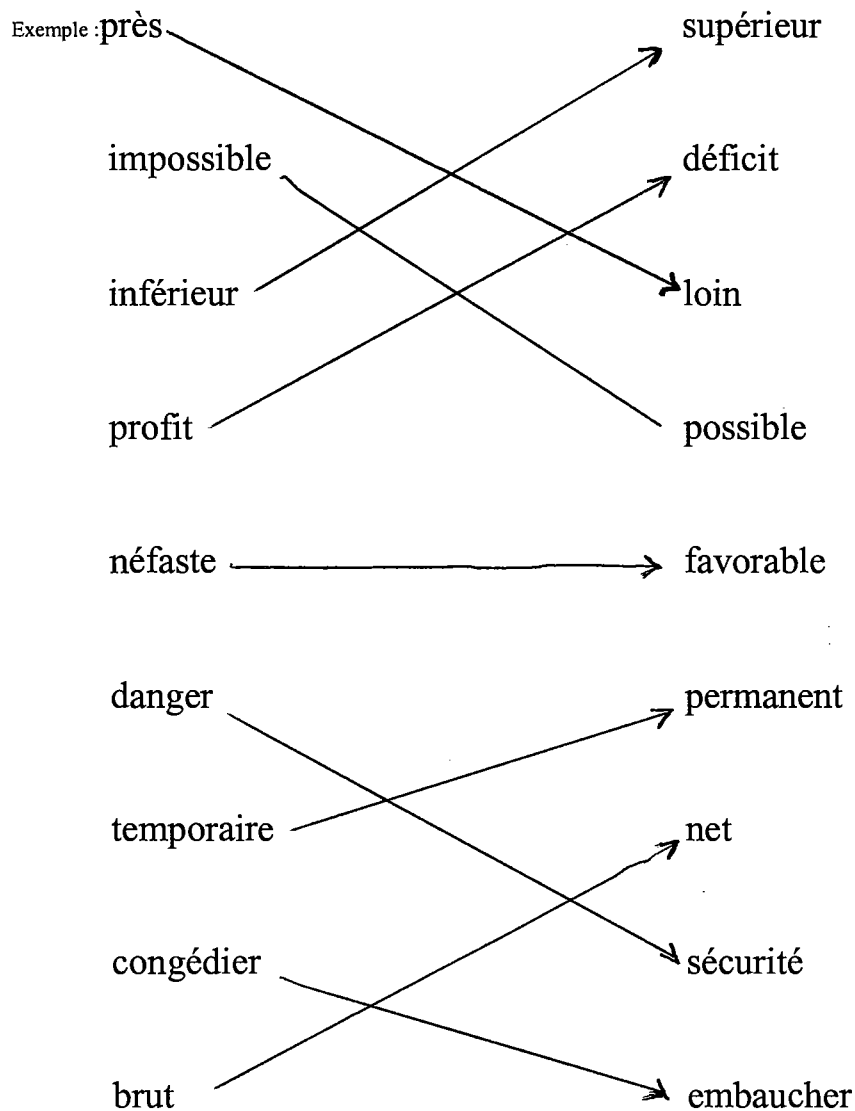 Exemple : près supérieur
impossible déficit
inférieur loin
profit possible
néfaste favorable
danger permanent
temporaire net
congédier sécurité
brut embaucher